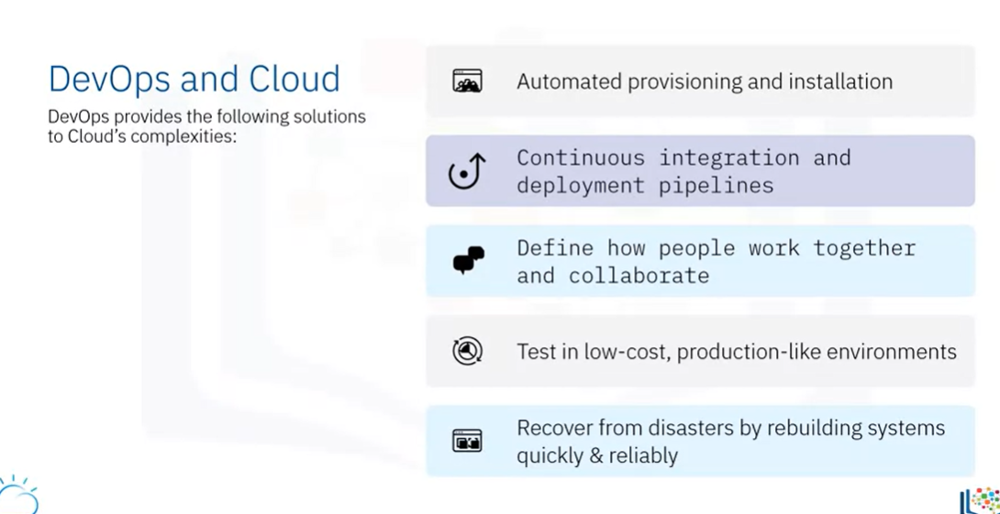 DevOps and Cloud
DevOps provides the following solutions
to Cloud's complexities:
Automated provisioning and installation
Continuous integration and
deployment pipelines
Define how people work together
and collaborate
Test in low-cost, production-like environments
Recover from disasters by rebuilding systems
quickly & reliably